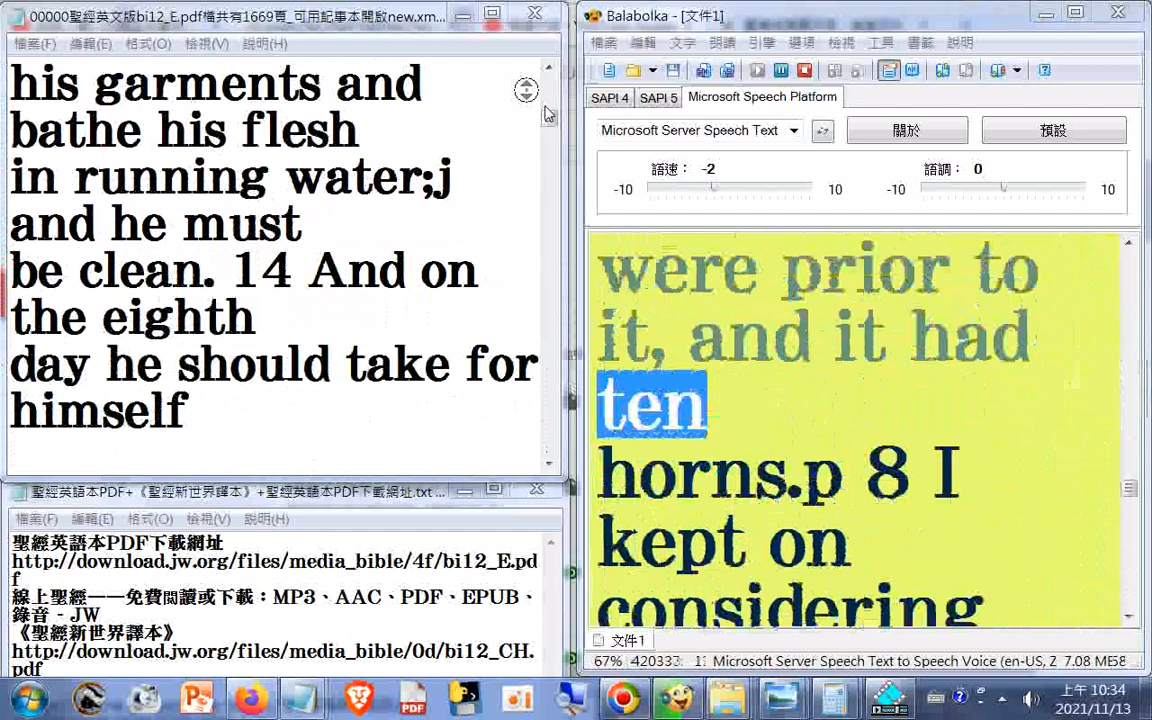 00000聖經英文版bi12_E.pdf檔共有1669頁_可用記事本開啟new.xm...
檔案(F) 編輯(E) 格式(O) 檢視(V) 說明(H)
his garments and
bathe his flesh
in running water;j
and he must
be clean. 14 And on
the eighth
day he should take for
himself
聖經英語本PDF+《聖經新世界譯本》+聖經英語本PDF下載網址.txt ...
檔案(F) 編輯(E) 格式(O) 檢視(V) 說明(H)
聖經英語本PDF下載網址
http://download.jw.org/files/media_bible/4f/bi12_E.pd
f
線上聖經——免費閱讀或下載：MP3、AAC、PDF、EPUB、
錄音 - JW
《聖經新世界譯本》
http://download.jw.org/files/media_bible/0d/bi12_CH.
pdf
Balabolka - [文件1]
檔案 編輯 文字 朗讀 引擎 選項 檢視 工具 書籤 說明
SAPI 4 SAPI 5 Microsoft Speech Platform
Microsoft Server Speech Text 關於 預設
語速： -2 語調： 0
-10 10 -10 10
were prior to
it, and it had
ten
horns.p 8 I
kept on
considering
文件1
67% Microsoft Server Speech Text to Speech Voice (en-US, Z 7.08 ME
PDF
上午 10:34
2021/11/13